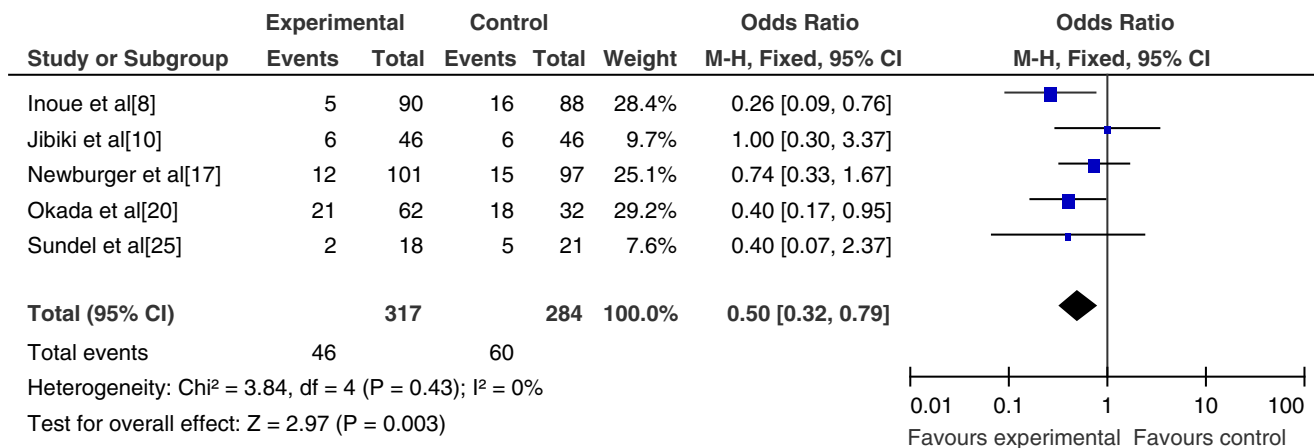 Experimental Control Odds Ratio Odds Ratio
Study or Subgroup Events Total Events Total Weight M-H, Fixed, 95% CI M-H, Fixed, 95% CI
Inoue et al[8] 5 90 16 88 28.4% 0.26 [0.09, 0.76]
Jibiki et al[10] 6 46 6 46 9.7% 1.00 [0.30, 3.37]
Newburger et al[17] 12 101 15 97 25.1% 0.74 [0.33, 1.67]
Okada et al[20] 21 62 18 32 29.2% 0.40 [0.17, 0.95]
Sundel et al[25] 2 18 5 21 7.6% 0.40 [0.07, 2.37]
Total (95% CI) 317 284 100.0% 0.50 [0.32, 0.79]
Total events 46 60
Heterogeneity: Chi² = 3.84, df = 4 (P = 0.43); I² = 0%
Test for overall effect: Z = 2.97 (P = 0.003)
0.01 0.1 1 10 100
Favours experimental Favours control